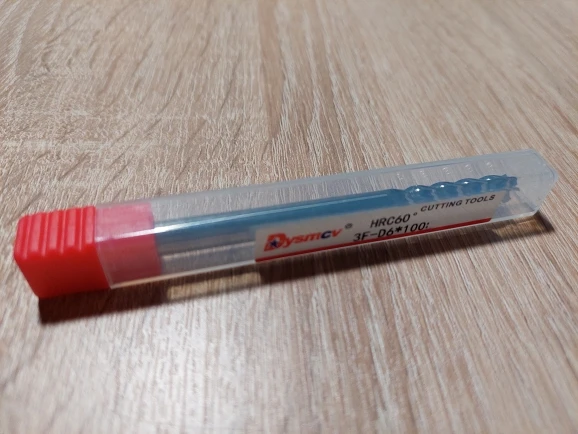 Dysmcv® HRC60° CUTTING TOOLS
3F-D6*100